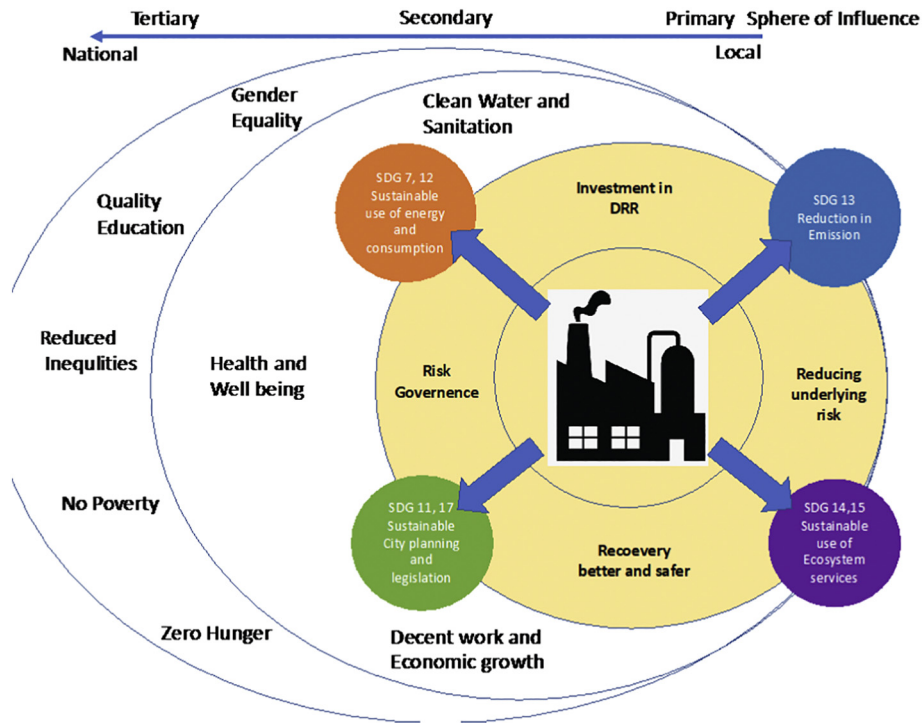 Tertiary Secondary Primary Sphere of Influence
National Local
Gender
Equality
Clean Water and
Sanitation
Quality
Education
SDG 7, 12
Sustainable
use of energy
and
consumption
Investment in
DRR
SDG 13
Reduction in
Emission
Reduced
Inequlities
Health and
Well being
Risk
Governence
Reducing
underlying
risk
No Poverty
SDG 11, 17
Sustainable
City planning
and
legislation
Recoevery
better and safer
SDG 14,15
Sustainable
use of
Ecosystem
services
Zero Hunger
Decent work and
Economic growth